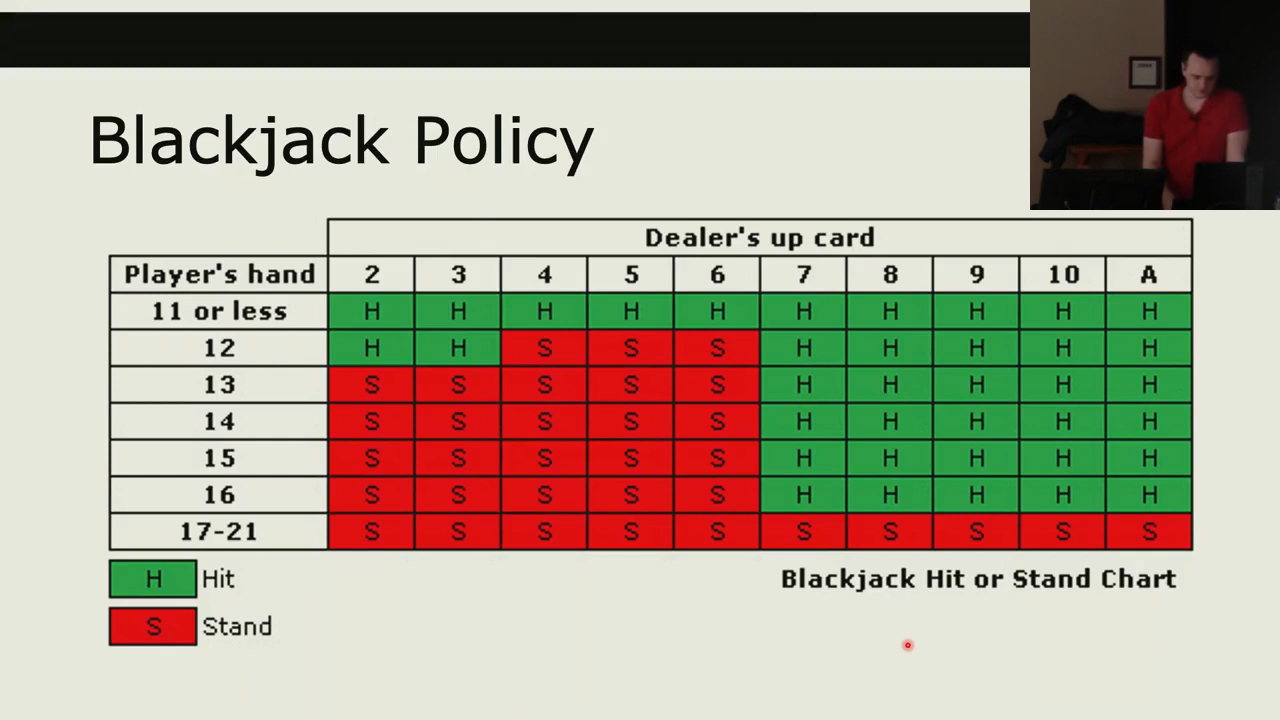 Blackjack Policy
Dealer's up card
Player's hand 2 3 4 5 6 7 8 9 10 A
11 or less H H H H H H H H H H
12 H H S S S H H H H H
13 S S S S S H H H H H
14 S S S S S H H H H H
15 S S S S S H H H H H
16 S S S S S H H H H H
17-21 S S S S S S S S S S
H Hit
Blackjack Hit or Stand Chart
S Stand